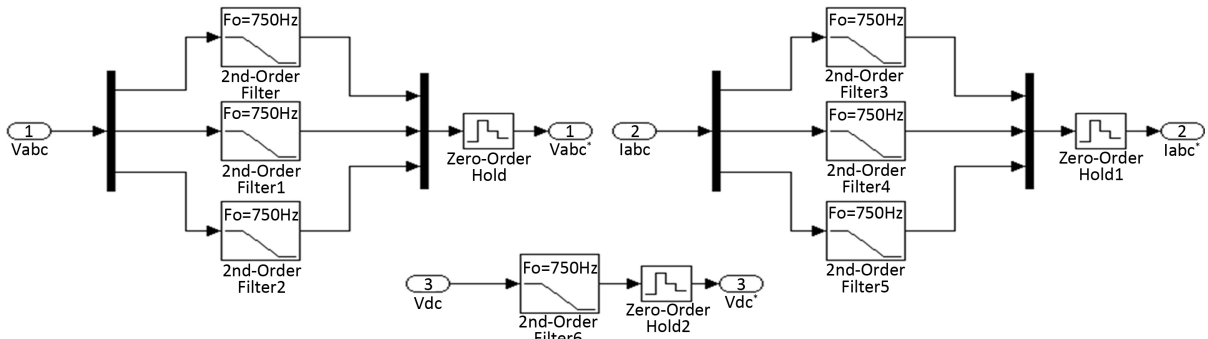 Fo=750Hz
2nd-Order
Filter
1
Vabc
Fo=750Hz
2nd-Order
Filter1
Zero-Order
Hold
1
Vabc*
Fo=750Hz
2nd-Order
Filter2
Fo=750Hz
2nd-Order
Filter3
2
Iabc
Fo=750Hz
2nd-Order
Filter4
Zero-Order
Hold1
2
Iabc*
Fo=750Hz
2nd-Order
Filter5
3
Vdc
Fo=750Hz
2nd-Order
Filter6
Zero-Order
Hold2
3
Vdc*